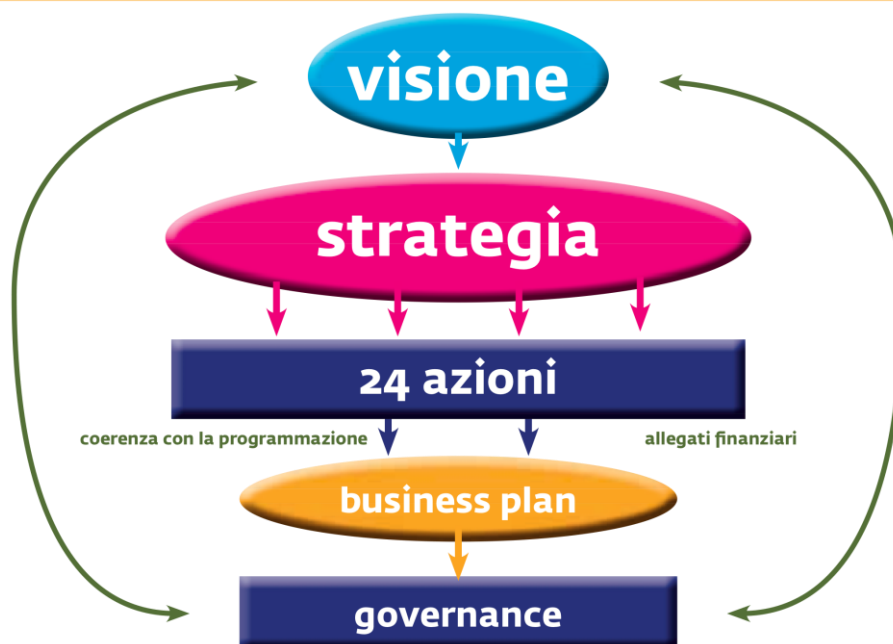 visione
strategia
24 azioni
coerenza con la programmazione
allegati finanziari
business plan
governance